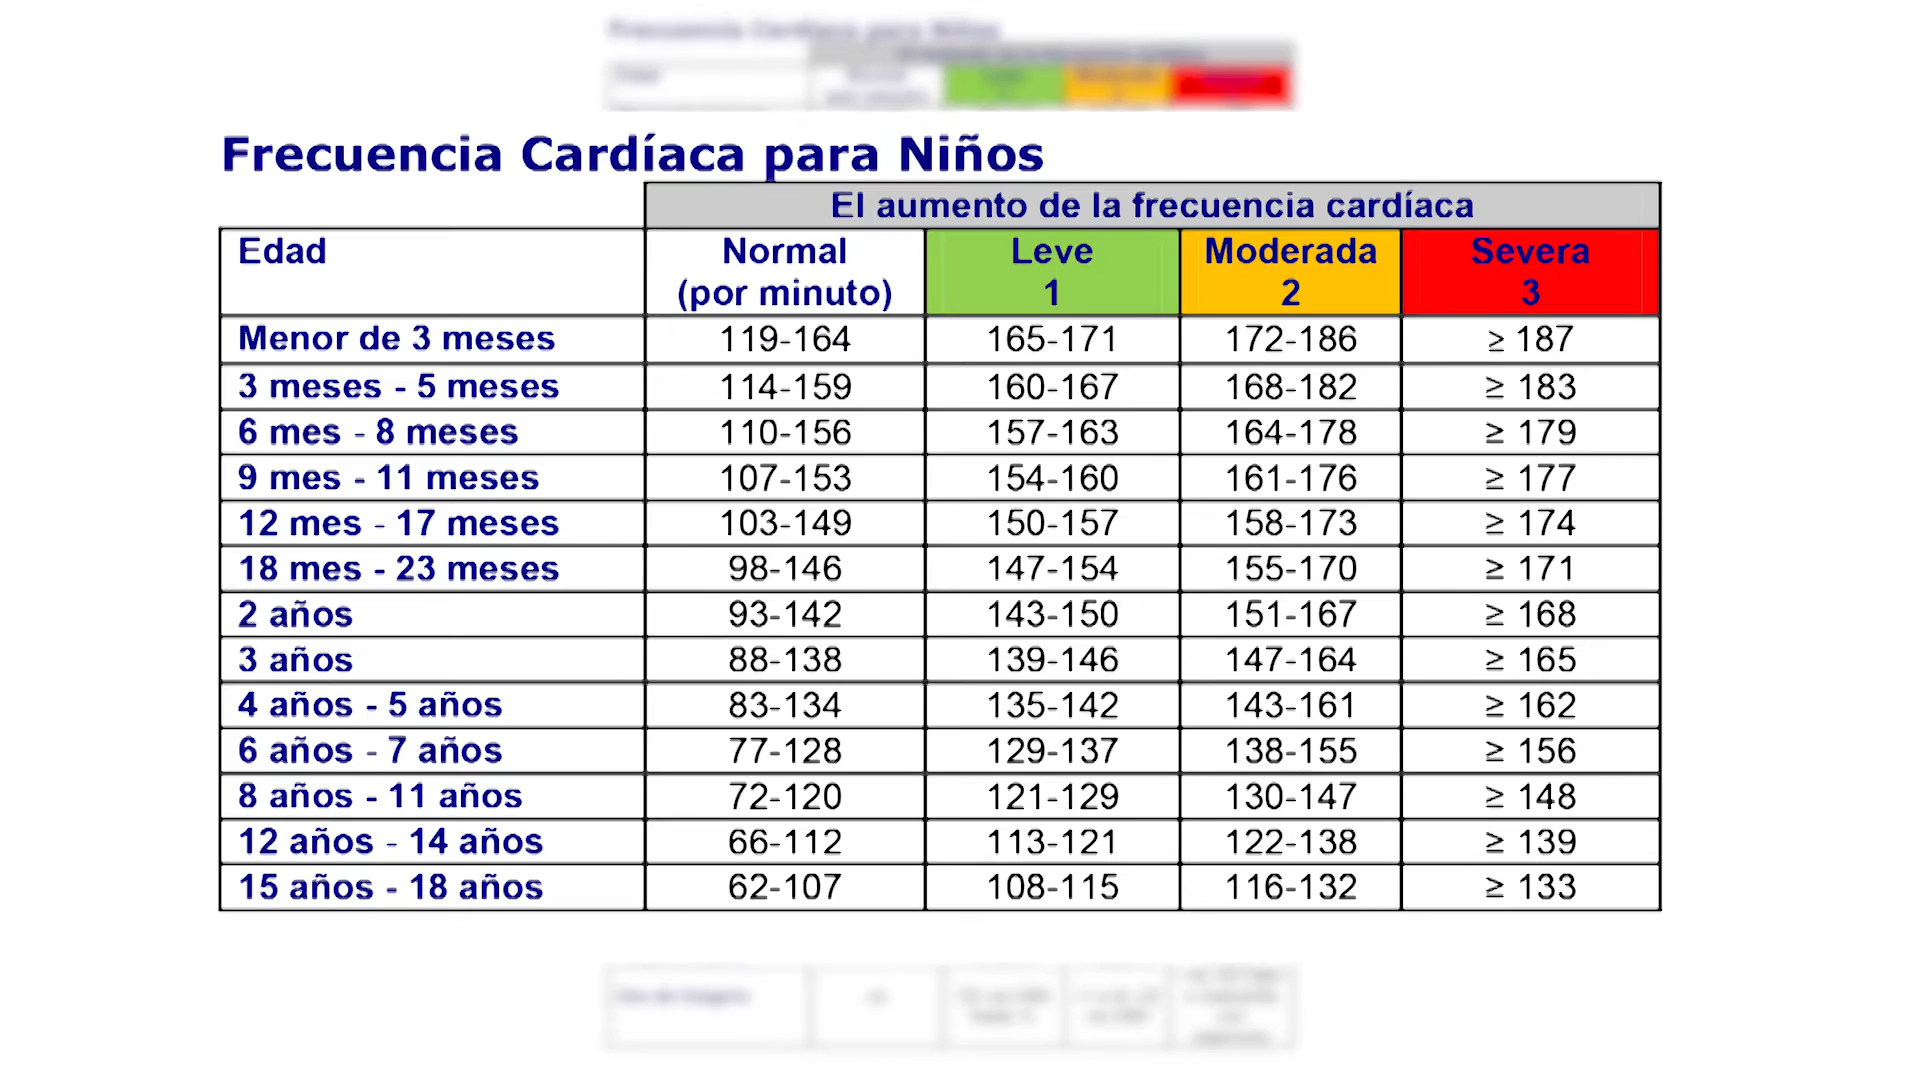 Frecuencia Cardíaca para Niños
El aumento de la frecuencia cardíaca
Edad Normal Leve Moderada Severa
(por minuto) 1 2 3
Menor de 3 meses 119-164 165-171 172-186 ≥ 187
3 meses - 5 meses 114-159 160-167 168-182 ≥ 183
6 mes - 8 meses 110-156 157-163 164-178 ≥ 179
9 mes - 11 meses 107-153 154-160 161-176 ≥ 177
12 mes - 17 meses 103-149 150-157 158-173 ≥ 174
18 mes - 23 meses 98-146 147-154 155-170 ≥ 171
2 años 93-142 143-150 151-167 ≥ 168
3 años 88-138 139-146 147-164 ≥ 165
4 años - 5 años 83-134 135-142 143-161 ≥ 162
6 años - 7 años 77-128 129-137 138-155 ≥ 156
8 años - 11 años 72-120 121-129 130-147 ≥ 148
12 años - 14 años 66-112 113-121 122-138 ≥ 139
15 años - 18 años 62-107 108-115 116-132 ≥ 133